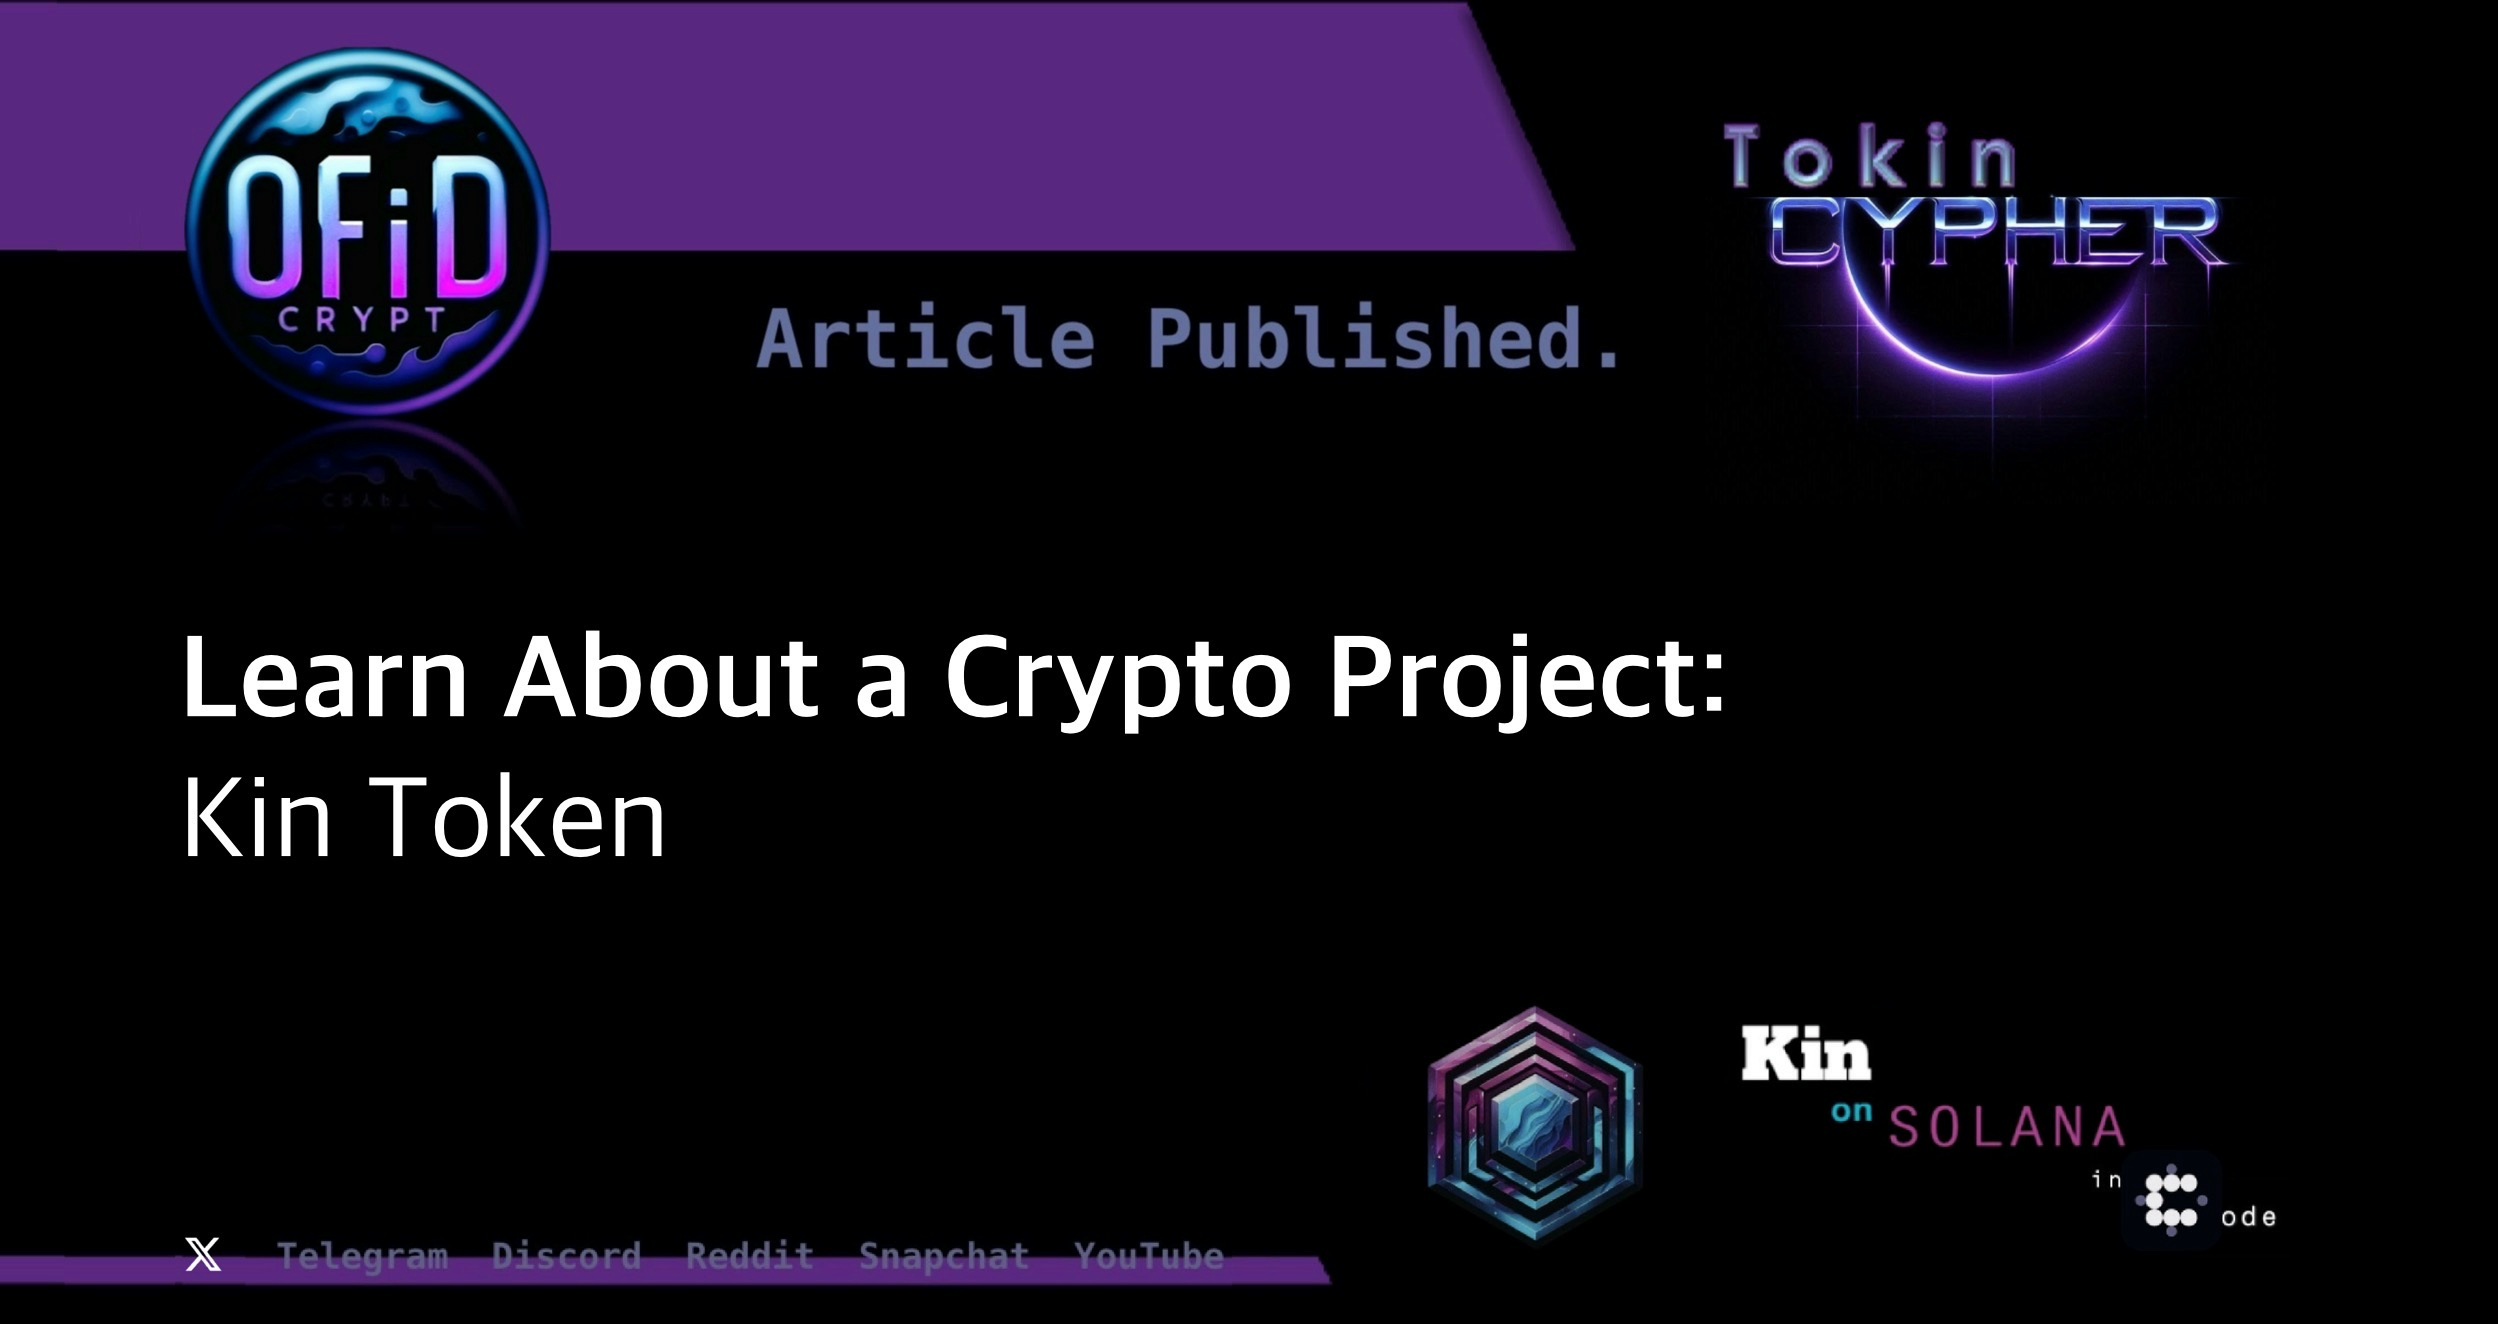 OFiD
CRYPT
Tokin
CYPHER
Article Published.
Learn About a Crypto Project:
Kin Token
Kin
on SOLANA
in Code
X Telegram Discord Reddit Snapchat YouTube